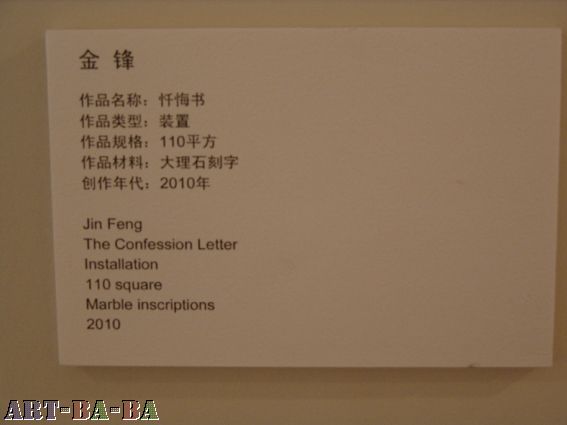 金 锋
作品名称：忏悔书
作品类型：装置
作品规格：110平方
作品材料：大理石刻字
创作年代：2010年
Jin Feng
The Confession Letter
Installation
110 square
Marble inscriptions
2010
ART-BA-BA